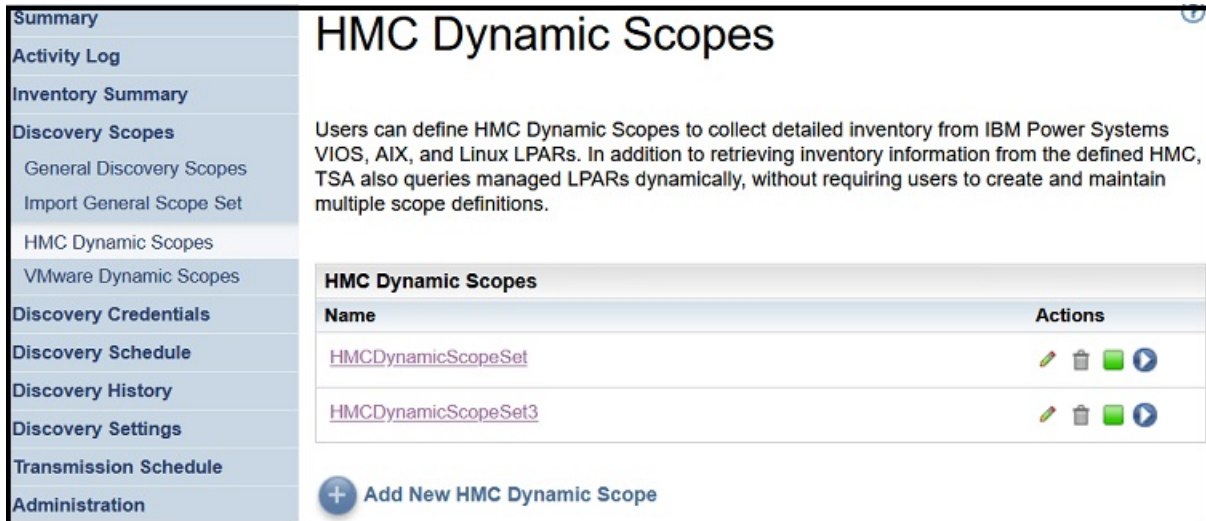 Summary
Activity Log
Inventory Summary
Discovery Scopes
General Discovery Scopes
Import General Scope Set
HMC Dynamic Scopes
VMware Dynamic Scopes
Discovery Credentials
Discovery Schedule
Discovery History
Discovery Settings
Transmission Schedule
Administration
HMC Dynamic Scopes
?
Users can define HMC Dynamic Scopes to collect detailed inventory from IBM Power Systems
VIOS, AIX, and Linux LPARs. In addition to retrieving inventory information from the defined HMC,
TSA also queries managed LPARs dynamically, without requiring users to create and maintain
multiple scope definitions.
HMC Dynamic Scopes
Name Actions
HMCDynamicScopeSet
HMCDynamicScopeSet3
Add New HMC Dynamic Scope